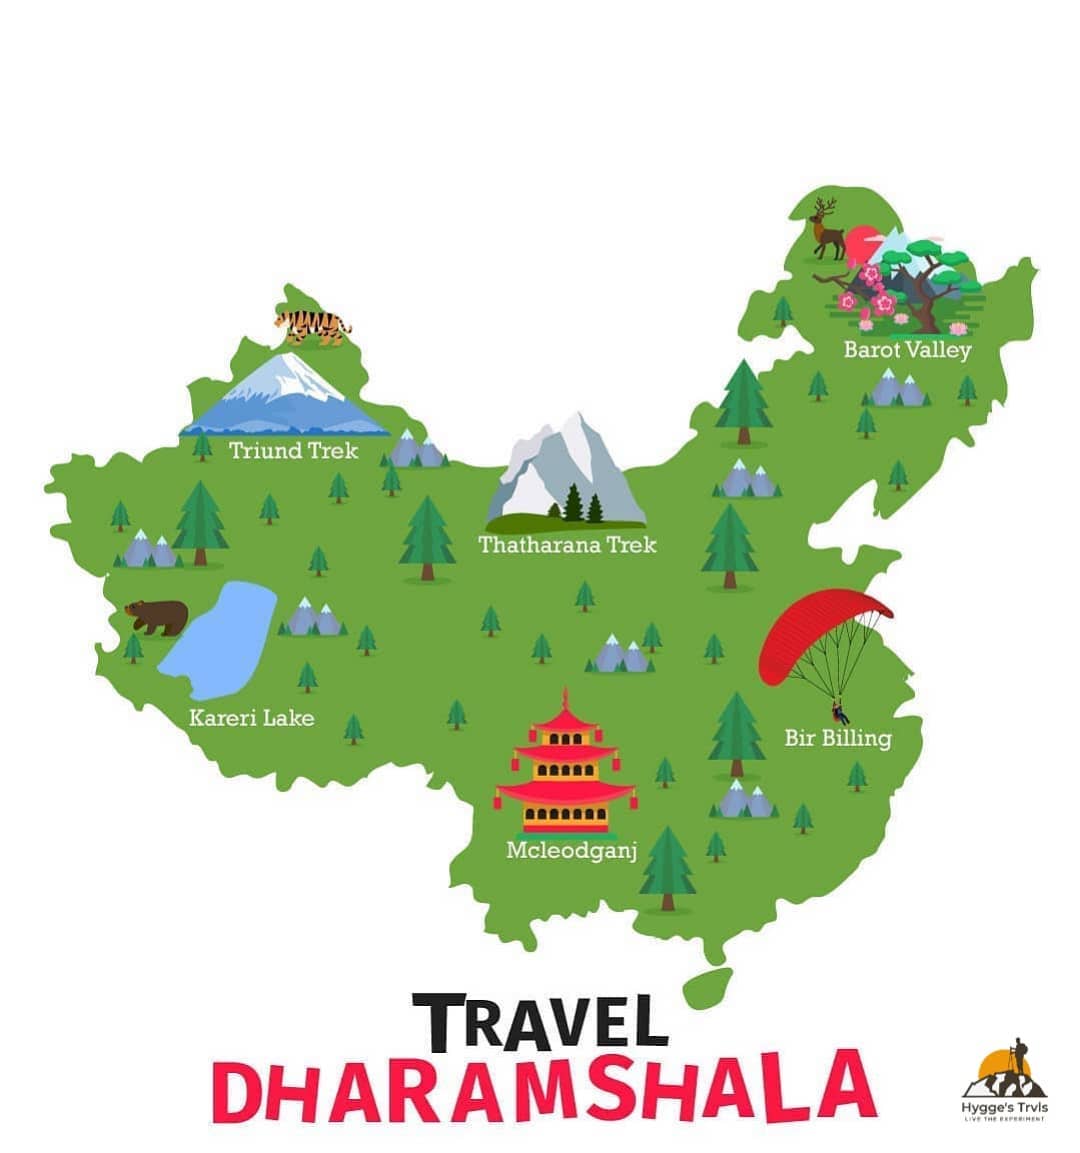 Barot Valley
Triund Trek
Thatharana Trek
Kareri Lake
Bir Billing
Mcleodganj
TRAVEL
DHARAMSHALA
Hygge's Trvls
LIVE THE EXPERIMENT